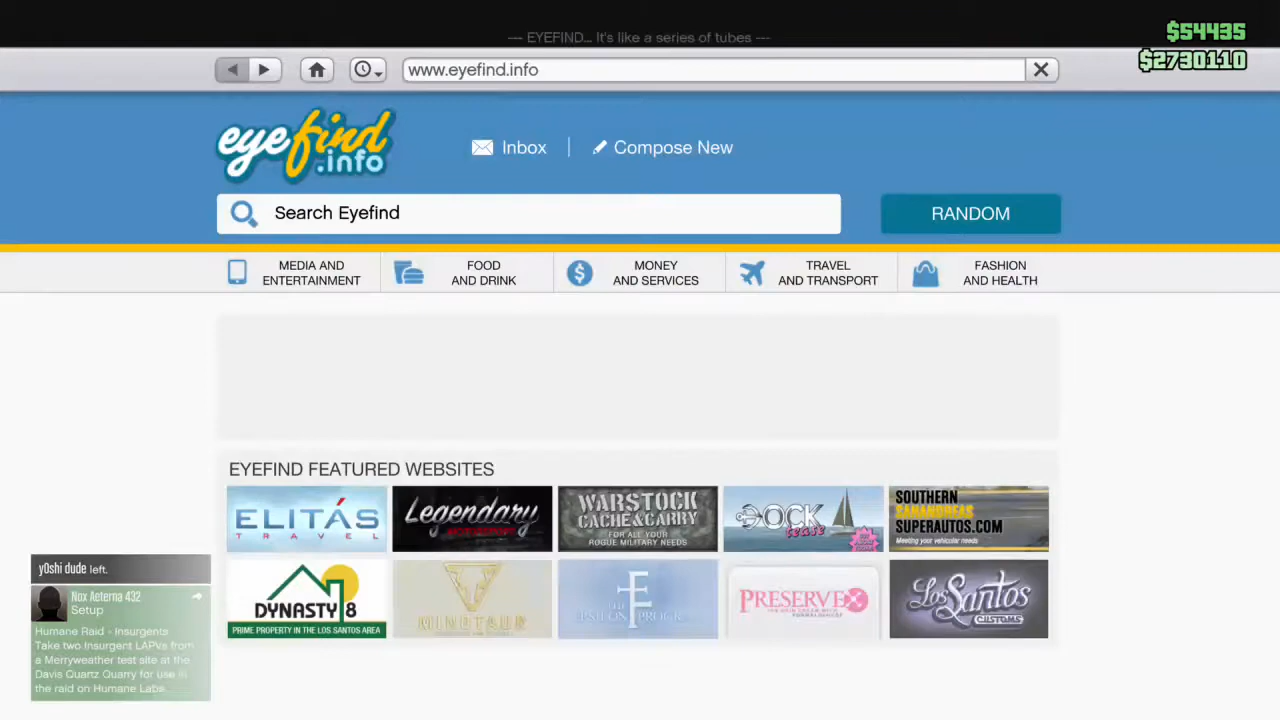 --- EYEFIND... It's like a series of tubes ---
$54435
$2730110
www.eyefind.info
eyefind
.info
Inbox
Compose New
Search Eyefind
RANDOM
MEDIA AND
ENTERTAINMENT
FOOD
AND DRINK
MONEY
AND SERVICES
TRAVEL
AND TRANSPORT
FASHION
AND HEALTH
EYEFIND FEATURED WEBSITES
ELITÁS
TRAVEL
Legendary
MOTORSPORT
WARSTOCK
CACHE&CARRY
FOR ALL YOUR
ROGUE MILITARY NEEDS
DOCK
tease
SOUTHERN
SANANDREAS
SUPERAUTOS.COM
Meeting your vehicular needs
DYNASTY 8
PRIME PROPERTY IN THE LOS SANTOS AREA
MINOTAUR
PRESERVEX
Los Santos
CUSTOMS
y0shi dude left.
Nox Aeterna 432
Setup
Humane Raid - Insurgents
Take two Insurgent LAPVs from
a Merryweather test site at the
Davis Quartz Quarry for use in
the raid on Humane Labs...